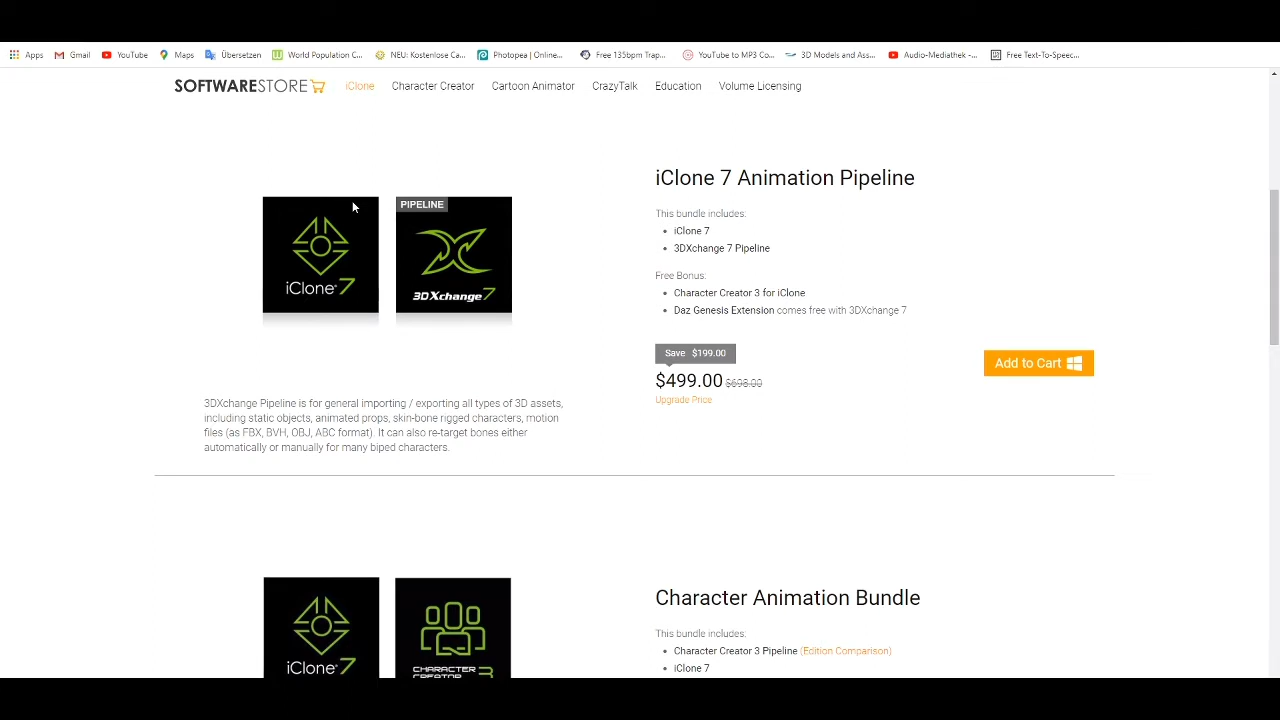 Apps Gmail YouTube Maps Übersetzen World Population C... NEU: Kostenlose Ca... Photopea | Online... Free 135bpm Trap... YouTube to MP3 Co... 3D Models and Ass... Audio-Mediathek -... Free Text-To-Speec...
SOFTWARESTORE iClone Character Creator Cartoon Animator CrazyTalk Education Volume Licensing
iClone 7
PIPELINE
3DXchange 7
3DXchange Pipeline is for general importing / exporting all types of 3D assets,
including static objects, animated props, skin-bone rigged characters, motion
files (as FBX, BVH, OBJ, ABC format). It can also re-target bones either
automatically or manually for many biped characters.
iClone 7 Animation Pipeline
This bundle includes:
iClone 7
3DXchange 7 Pipeline
Free Bonus:
Character Creator 3 for iClone
Daz Genesis Extension comes free with 3DXchange 7
Save $199.00
$499.00 $698.00
Upgrade Price
Add to Cart
iClone 7
CHARACTER
CREATOR 3
Character Animation Bundle
This bundle includes:
Character Creator 3 Pipeline (Edition Comparison)
iClone 7